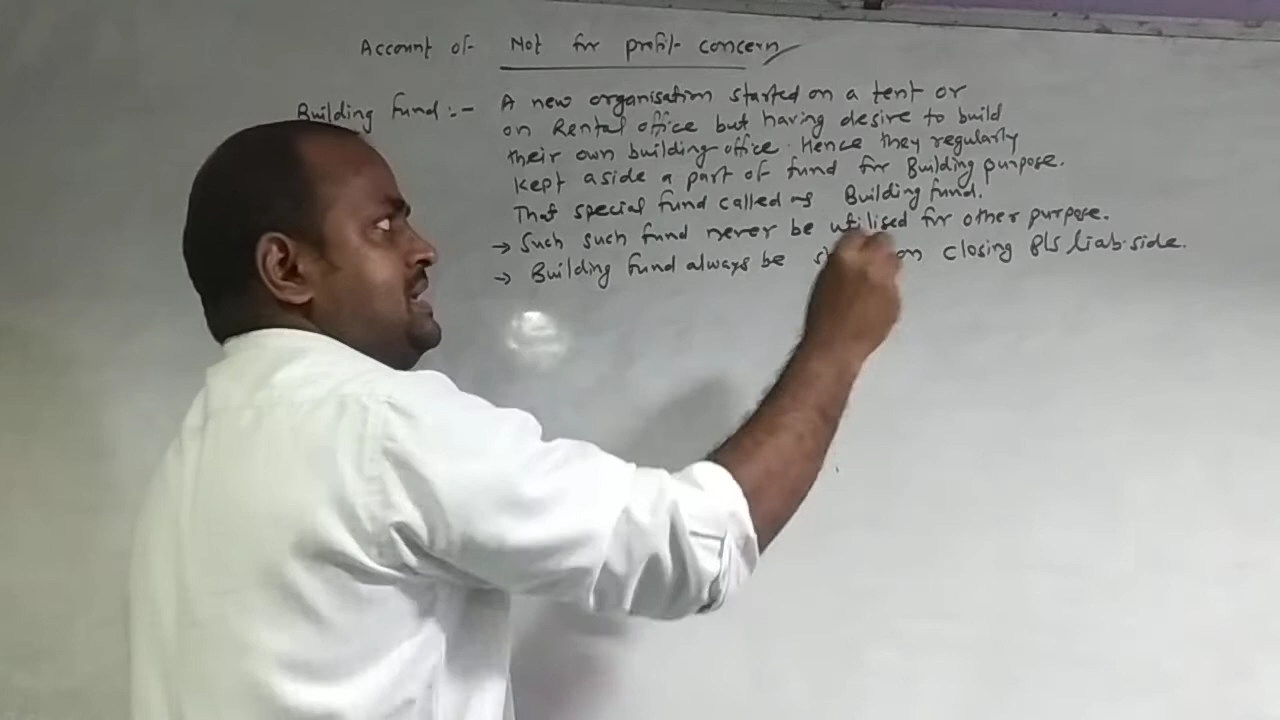 Account of Not for profit concern
Building fund:- A new organisation started on a tent or
on Rental office but having desire to build
their own building office. Hence they regularly
kept aside a part of fund for Building purpose.
That special fund called as Building fund.
→ Such such fund never be utilised for other purpose.
→ Building fund always be on closing B/s liab. side.